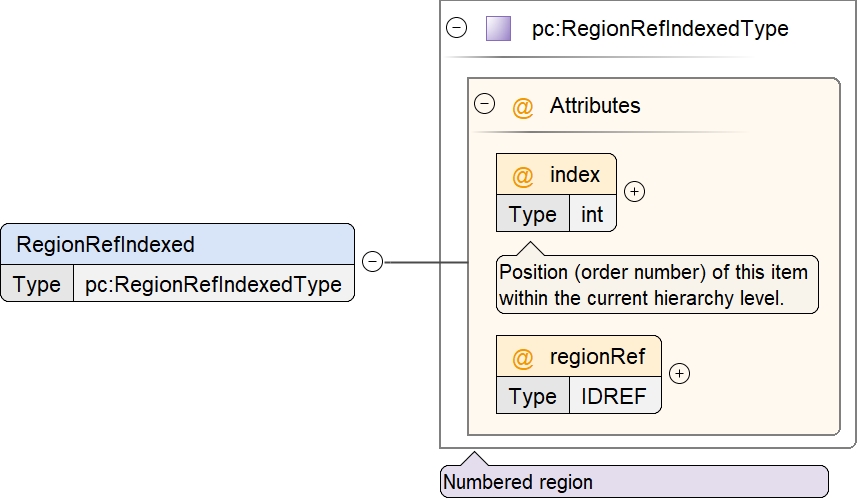 pc:RegionRefIndexedType
@ Attributes
@ index
Type int
Position (order number) of this item
within the current hierarchy level.
RegionRefIndexed
Type pc:RegionRefIndexedType
@ regionRef
Type IDREF
Numbered region